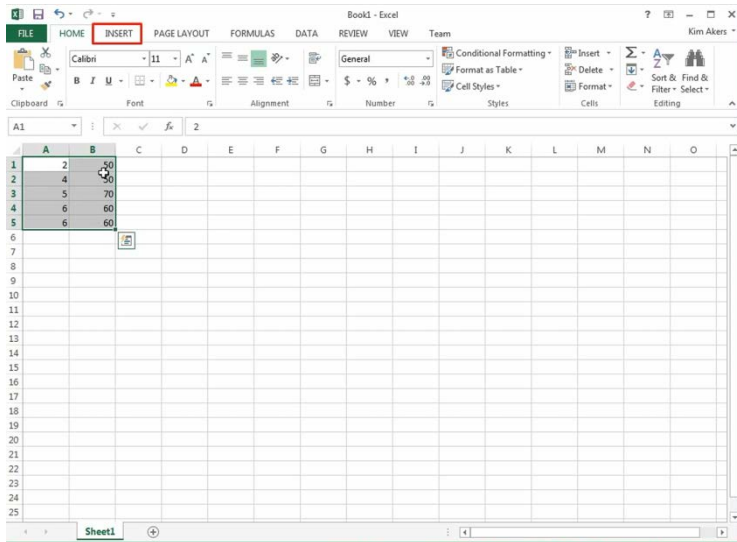 Book1 - Excel
FILE HOME INSERT PAGE LAYOUT FORMULAS DATA REVIEW VIEW Team Kim Akers
Paste Calibri 11 General Conditional Formatting Insert
Format as Table Delete
B I U $ % Cell Styles Format Sort & Filter Find & Select
Clipboard Font Alignment Number Styles Cells Editing
A1 fx 2
A B C D E F G H I J K L M N O
1 2 50
2 4 50
3 5 70
4 6 60
5 6 60
6
7
8
9
10
11
12
13
14
15
16
17
18
19
20
21
22
23
24
25
Sheet1